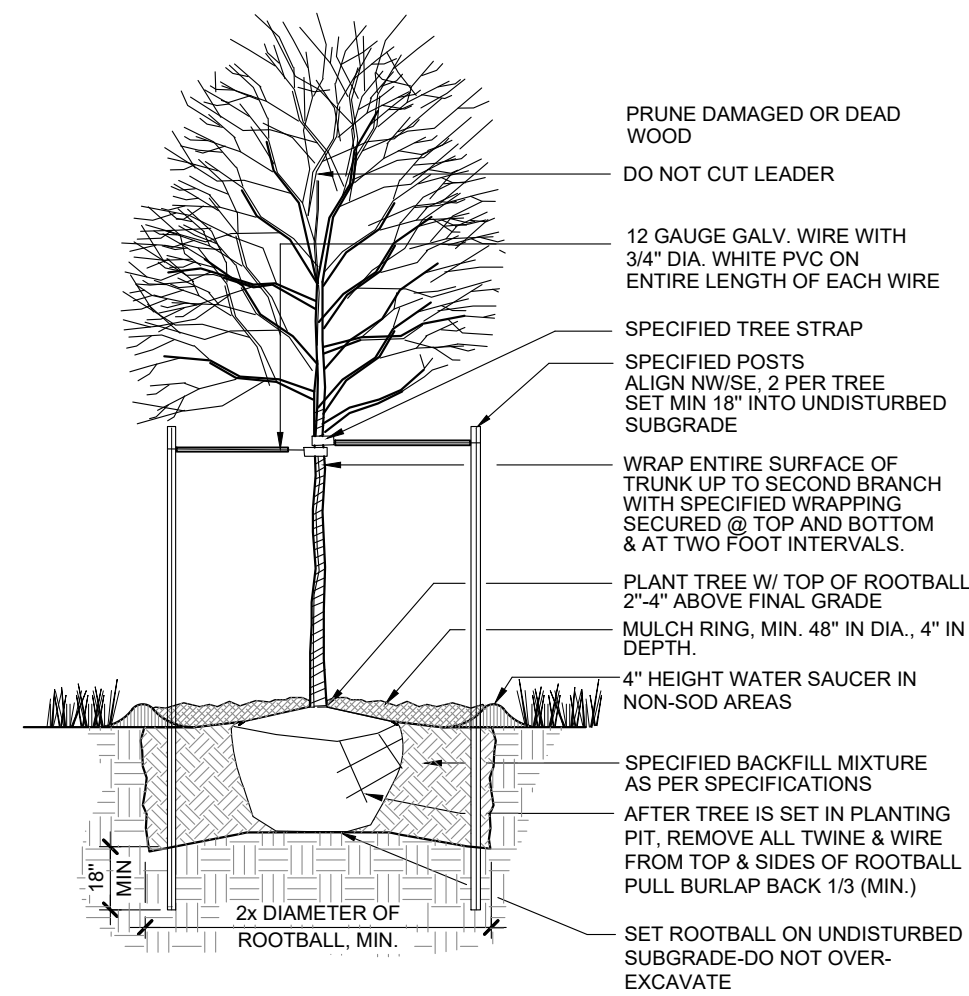 PRUNE DAMAGED OR DEAD
WOOD
DO NOT CUT LEADER
12 GAUGE GALV. WIRE WITH
3/4" DIA. WHITE PVC ON
ENTIRE LENGTH OF EACH WIRE
SPECIFIED TREE STRAP
SPECIFIED POSTS
ALIGN NW/SE, 2 PER TREE
SET MIN 18" INTO UNDISTURBED
SUBGRADE
WRAP ENTIRE SURFACE OF
TRUNK UP TO SECOND BRANCH
WITH SPECIFIED WRAPPING
SECURED @ TOP AND BOTTOM
& AT TWO FOOT INTERVALS.
PLANT TREE W/ TOP OF ROOTBALL
2"-4" ABOVE FINAL GRADE
MULCH RING, MIN. 48" IN DIA., 4" IN
DEPTH.
4" HEIGHT WATER SAUCER IN
NON-SOD AREAS
SPECIFIED BACKFILL MIXTURE
AS PER SPECIFICATIONS
AFTER TREE IS SET IN PLANTING
PIT, REMOVE ALL TWINE & WIRE
FROM TOP & SIDES OF ROOTBALL
PULL BURLAP BACK 1/3 (MIN.)
SET ROOTBALL ON UNDISTURBED
SUBGRADE-DO NOT OVER-
EXCAVATE
18"
MIN
2x DIAMETER OF
ROOTBALL, MIN.